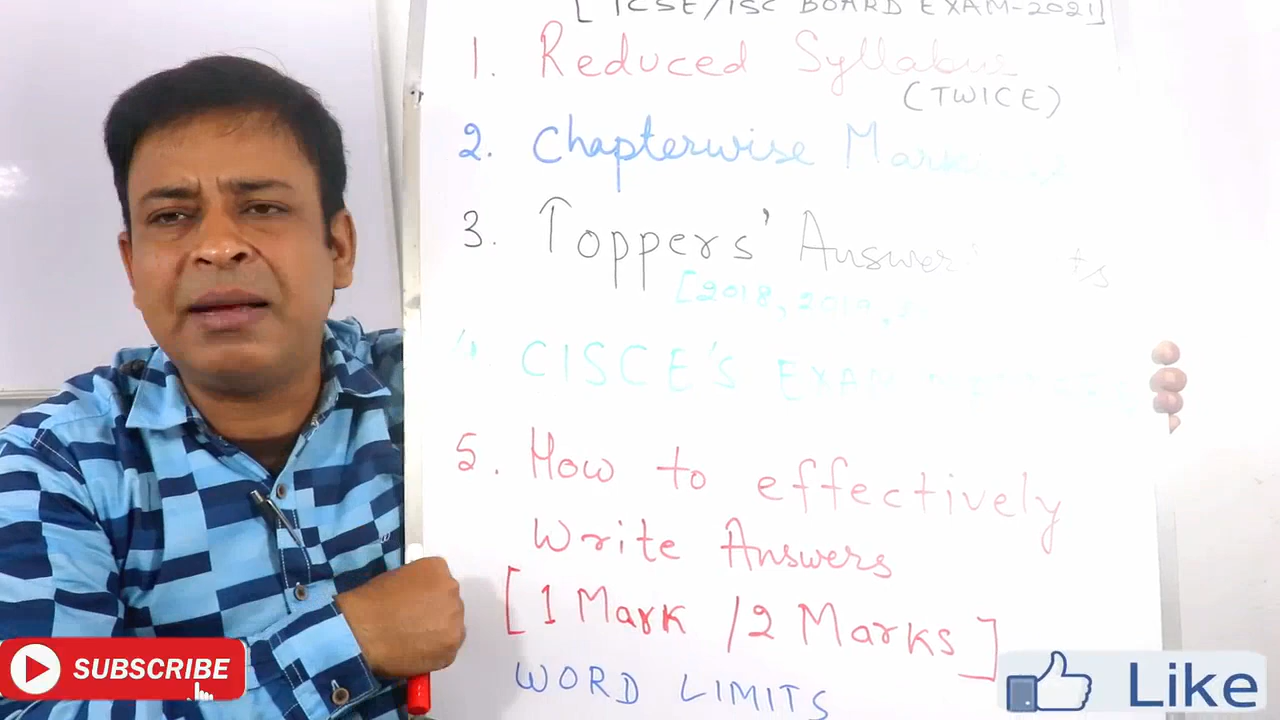 [ ICSE/ISC BOARD EXAM-2021]
1. Reduced Syllabus
(TWICE)
2. Chapterwise
3. Toppers' Answer
[2018, 2019,
4. CISCE'S EXAM
5. How to effectively
Write Answers
[1 Mark /2 Marks]
WORD LIMITS
SUBSCRIBE
Like